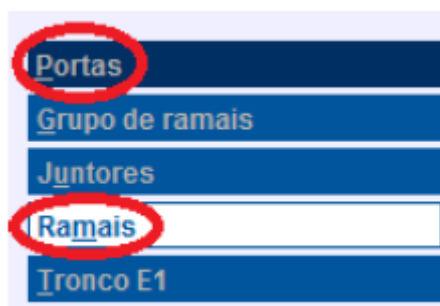 Portas
Grupo de ramais
Juntores
Ramais
Tronco E1